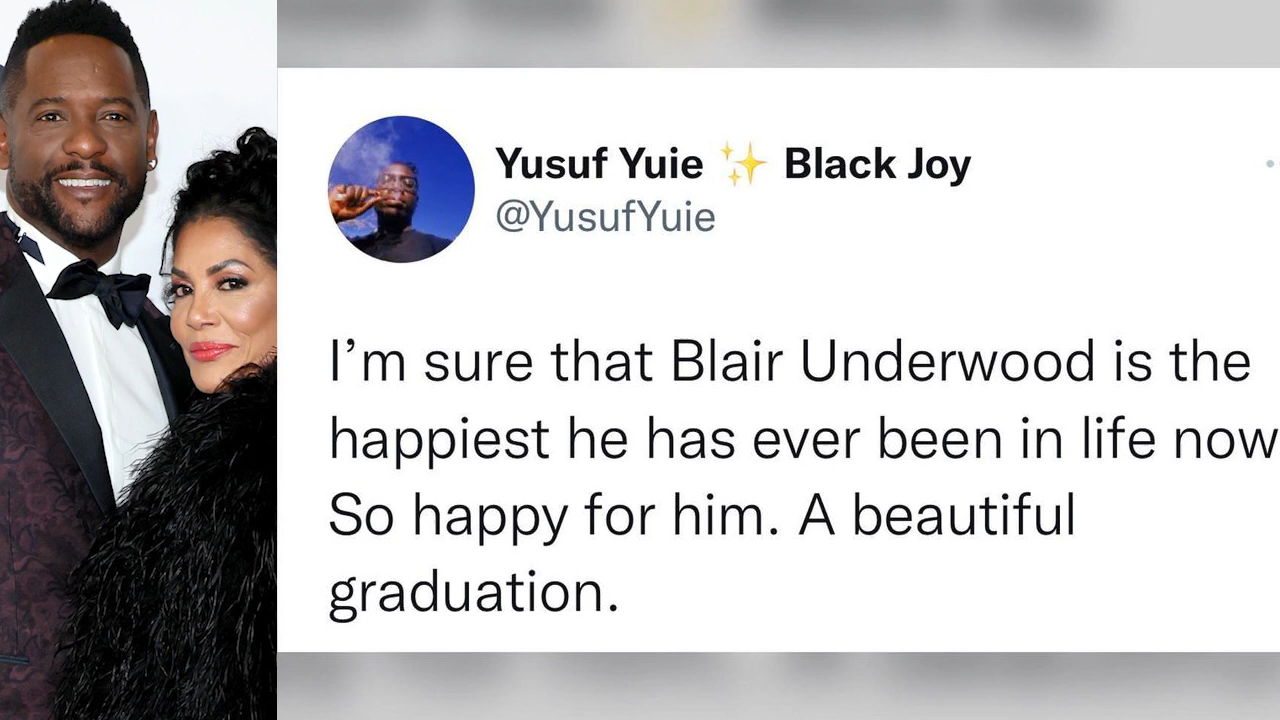 Yusuf Yuie ✨ Black Joy
@YusufYuie
I’m sure that Blair Underwood is the
happiest he has ever been in life now
So happy for him. A beautiful
graduation.